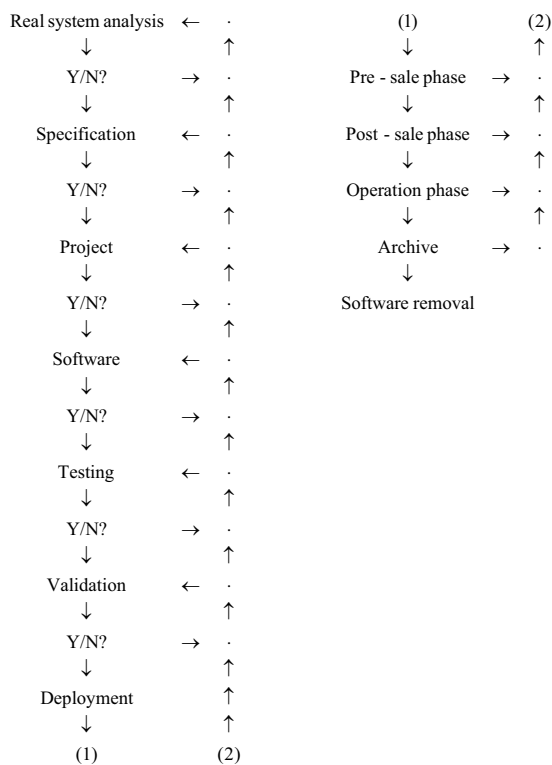 Real system analysis ← ·
↓ ↑
Y/N? → ·
↓ ↑
Specification ← ·
↓ ↑
Y/N? → ·
↓ ↑
Project ← ·
↓ ↑
Y/N? → ·
↓ ↑
Software ← ·
↓ ↑
Y/N? → ·
↓ ↑
Testing ← ·
↓ ↑
Y/N? → ·
↓ ↑
Validation ← ·
↓ ↑
Y/N? → ·
↓ ↑
Deployment ↑
↓ ↑
(1) (2)
(1) (2)
↓ ↑
Pre - sale phase → ·
↓ ↑
Post - sale phase → ·
↓ ↑
Operation phase → ·
↓ ↑
Archive → ·
↓
Software removal